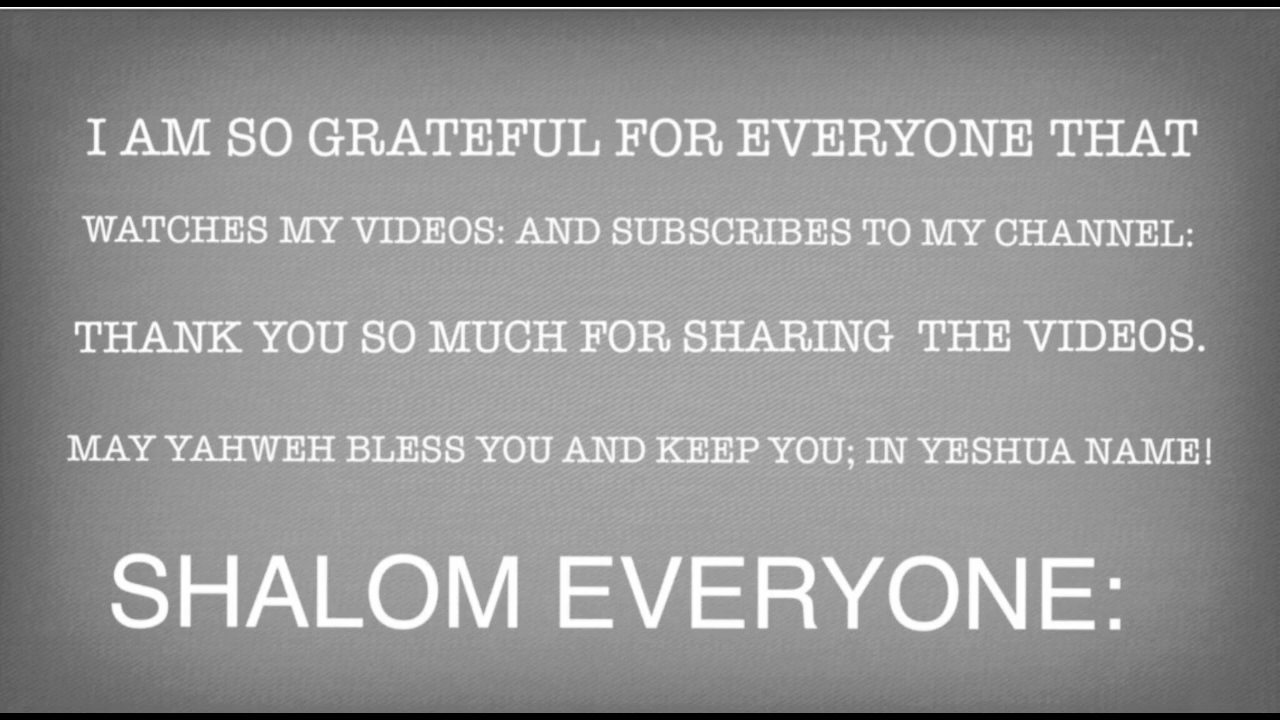 I AM SO GRATEFUL FOR EVERYONE THAT
WATCHES MY VIDEOS: AND SUBSCRIBES TO MY CHANNEL:
THANK YOU SO MUCH FOR SHARING  THE VIDEOS.
MAY YAHWEH BLESS YOU AND KEEP YOU; IN YESHUA NAME!
SHALOM EVERYONE: